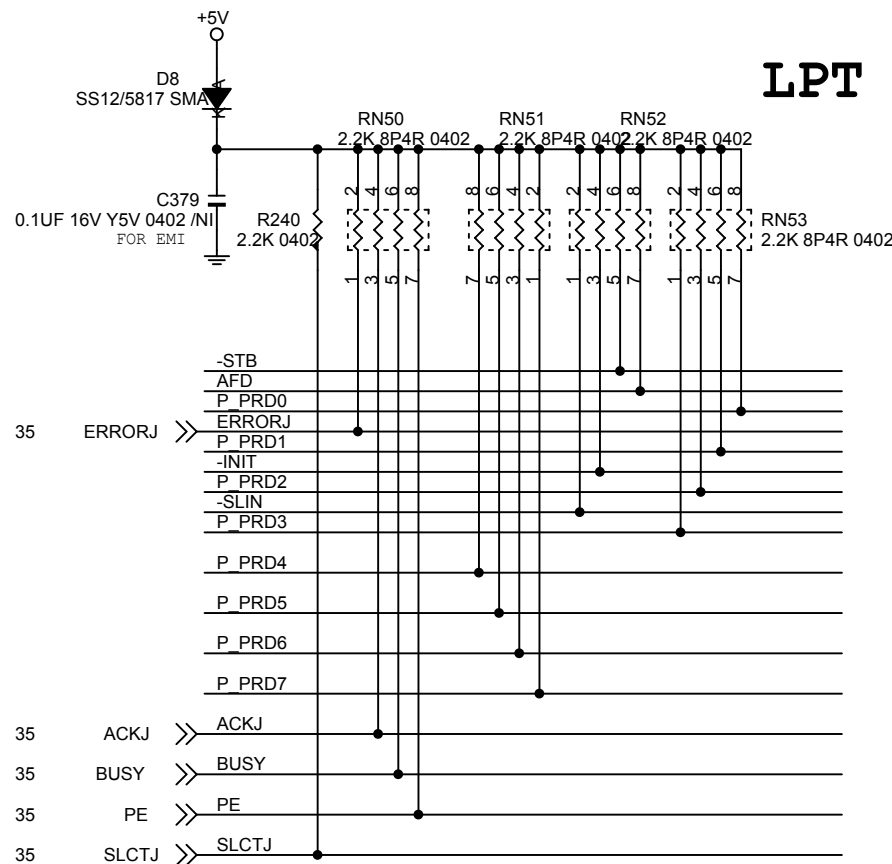 +5V
LPT
D8
SS12/5817 SMA
RN50
2.2K 8P4R 0402
RN51
2.2K 8P4R 0402
RN52
2.2K 8P4R 0402
2 4 6 8
8 6 4 2
2 4 6 8
2 4 6 8
C379
0.1UF 16V Y5V 0402 /NI
FOR EMI
R240
2.2K 0402
RN53
2.2K 8P4R 0402
1 3 5 7
7 5 3 1
1 3 5 7
1 3 5 7
-STB
AFD
P_PRD0
35 ERRORJ ERRORJ
P_PRD1
-INIT
P_PRD2
-SLIN
P_PRD3
P_PRD4
P_PRD5
P_PRD6
P_PRD7
35 ACKJ ACKJ
35 BUSY BUSY
35 PE PE
35 SLCTJ SLCTJ